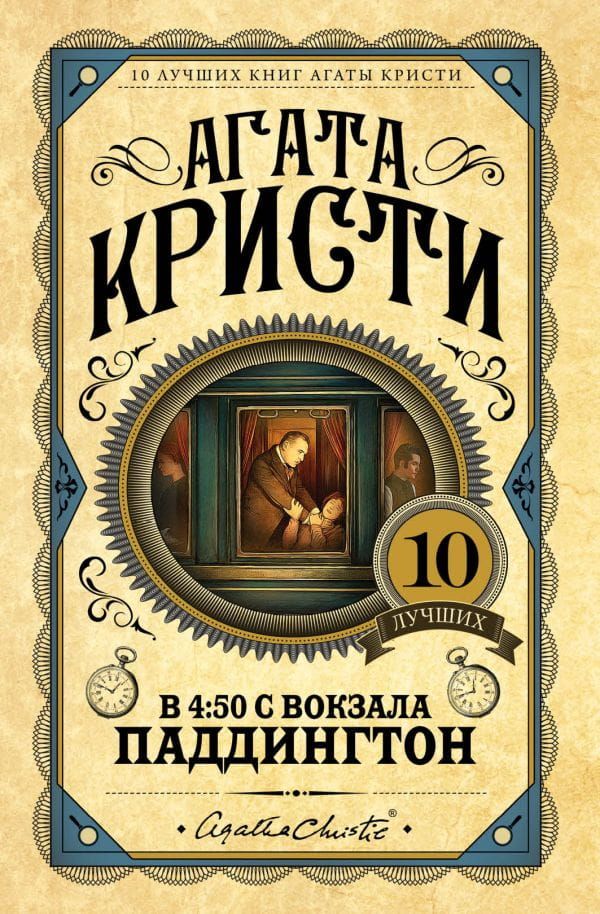 10 ЛУЧШИХ КНИГ АГАТЫ КРИСТИ
АГАТА
КРИСТИ
10
ЛУЧШИХ
В 4:50 С ВОКЗАЛА
ПАДДИНГТОН
Agatha Christie®